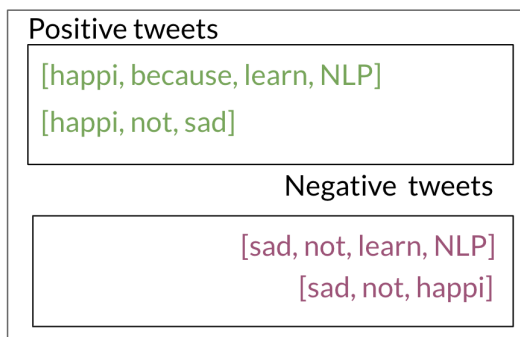 Positive tweets
[happi, because, learn, NLP]
[happi, not, sad]
Negative tweets
[sad, not, learn, NLP]
[sad, not, happi]